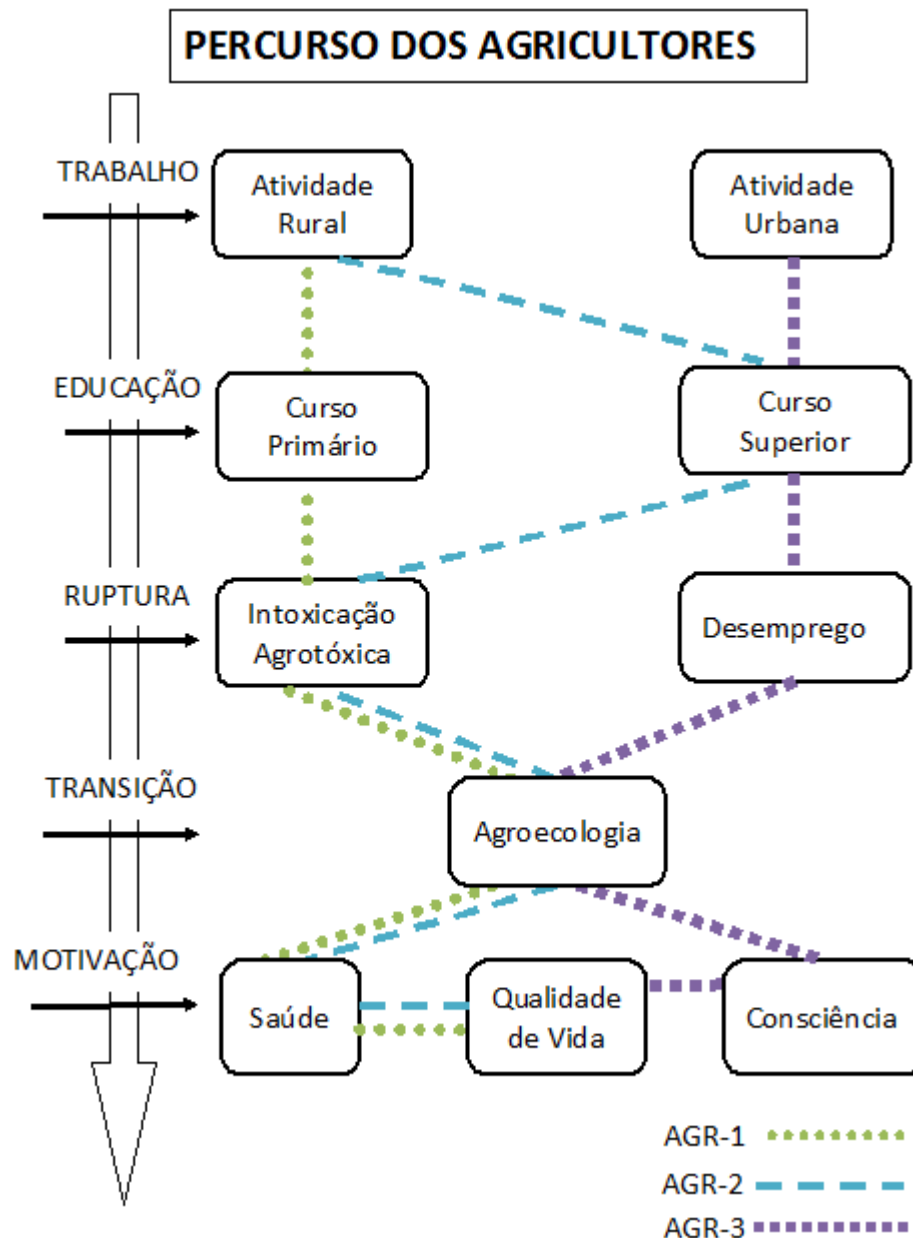 PERCURSO DOS AGRICULTORES
TRABALHO
Atividade
Rural
Atividade
Urbana
EDUCAÇÃO
Curso
Primário
Curso
Superior
RUPTURA
Intoxicação
Agrotóxica
Desemprego
TRANSIÇÃO
Agroecologia
MOTIVAÇÃO
Saúde
Qualidade
de Vida
Consciência
AGR-1
AGR-2
AGR-3